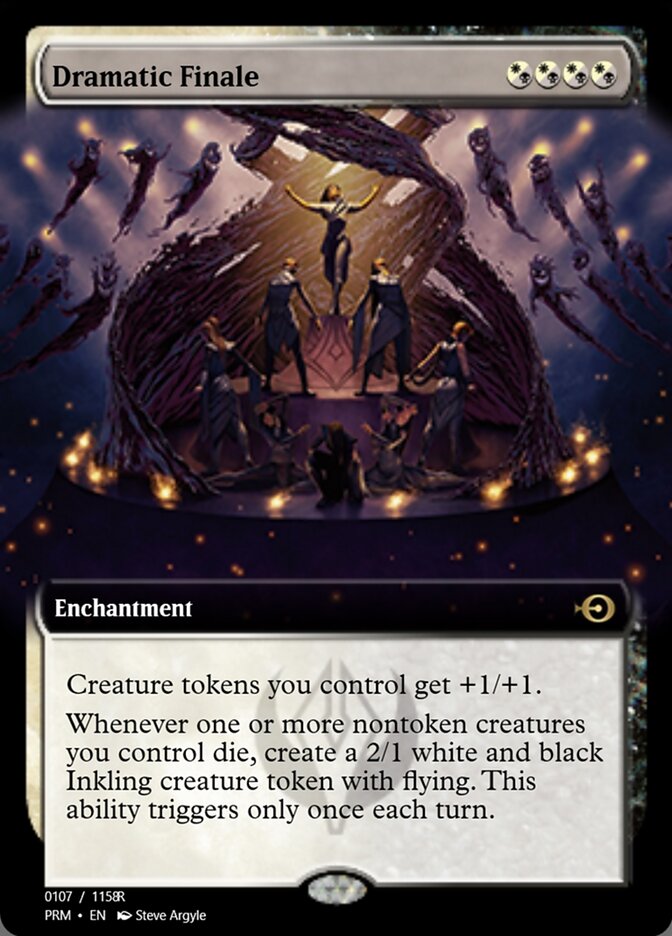 Dramatic Finale
Enchantment
Creature tokens you control get +1/+1.
Whenever one or more nontoken creatures
you control die, create a 2/1 white and black
Inkling creature token with flying. This
ability triggers only once each turn.
0107 / 1158R
PRM • EN Steve Argyle